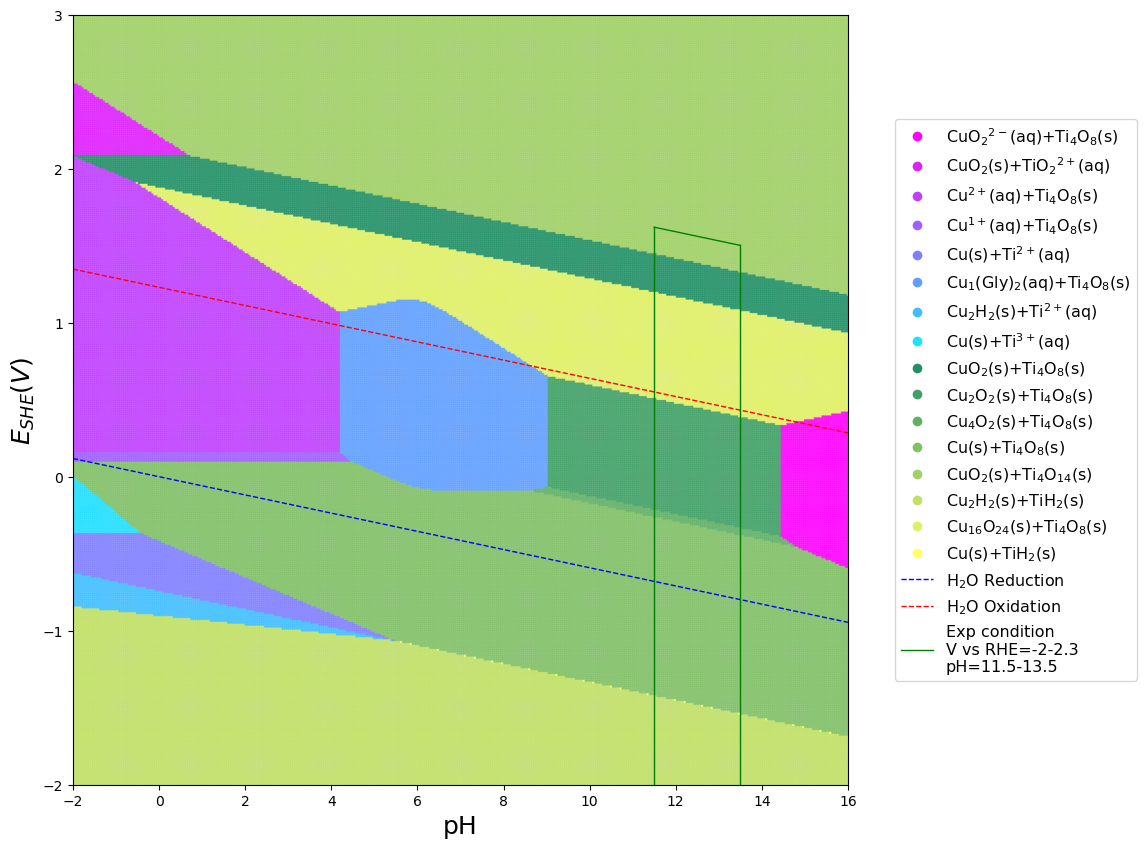 3
2
1
0
−1
−2
E_SHE(V)
−2 0 2 4 6 8 10 12 14 16
pH
CuO₂²⁻(aq)+Ti₄O₈(s)
CuO₂(s)+TiO₂²⁺(aq)
Cu²⁺(aq)+Ti₄O₈(s)
Cu¹⁺(aq)+Ti₄O₈(s)
Cu(s)+Ti²⁺(aq)
Cu₁(Gly)₂(aq)+Ti₄O₈(s)
Cu₂H₂(s)+Ti²⁺(aq)
Cu(s)+Ti³⁺(aq)
CuO₂(s)+Ti₄O₈(s)
Cu₂O₂(s)+Ti₄O₈(s)
Cu₄O₂(s)+Ti₄O₈(s)
Cu(s)+Ti₄O₈(s)
CuO₂(s)+Ti₄O₁₄(s)
Cu₂H₂(s)+TiH₂(s)
Cu₁₆O₂₄(s)+Ti₄O₈(s)
Cu(s)+TiH₂(s)
H₂O Reduction
H₂O Oxidation
Exp condition
V vs RHE=-2-2.3
pH=11.5-13.5